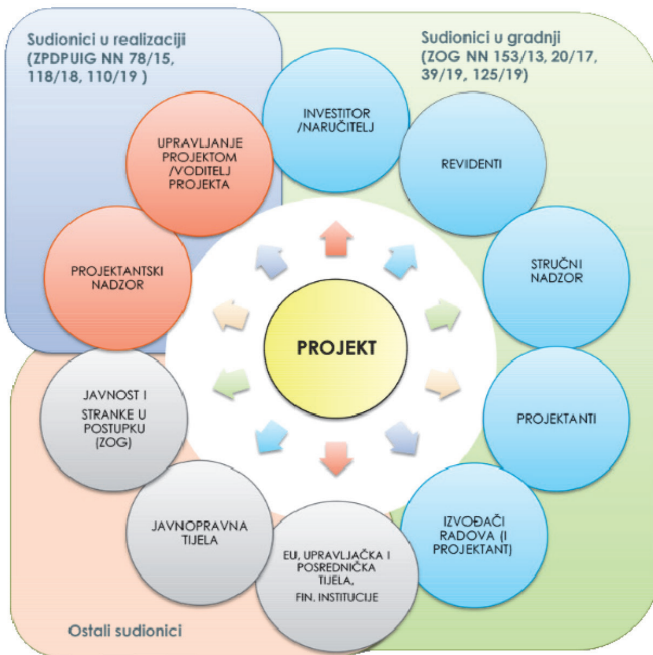 Sudionici u realizaciji
(ZPDPUIG NN 78/15,
118/18, 110/19 )
Sudionici u gradnji
(ZOG NN 153/13, 20/17,
39/19, 125/19)
INVESTITOR
/NARUČITELJ
REVIDENTI
STRUČNI
NADZOR
PROJEKTANTI
IZVOĐAČI
RADOVA (I
PROJEKTANT)
EU, UPRAVLJAČKA I
POSREDNIČKA
TIJELA,
FIN. INSTITUCIJE
JAVNOPRAVNA
TIJELA
JAVNOST I
STRANKE U
POSTUPKU
(ZOG)
PROJEKTANTSKI
NADZOR
UPRAVLJANJE
PROJEKTOM
/VODITELJ
PROJEKTA
PROJEKT
Ostali sudionici